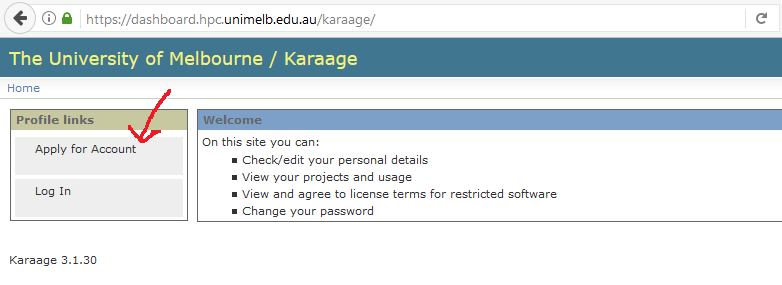 https://dashboard.hpc.unimelb.edu.au/karaage/
The University of Melbourne / Karaage
Home
Profile links
Apply for Account
Log In
Welcome
On this site you can:
Check/edit your personal details
View your projects and usage
View and agree to license terms for restricted software
Change your password
Karaage 3.1.30